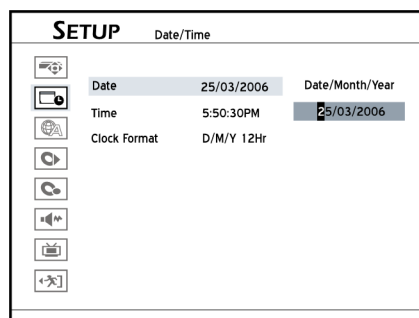 SETUP Date/Time
Date 25/03/2006 Date/Month/Year
Time 5:50:30PM 25/03/2006
Clock Format D/M/Y 12Hr